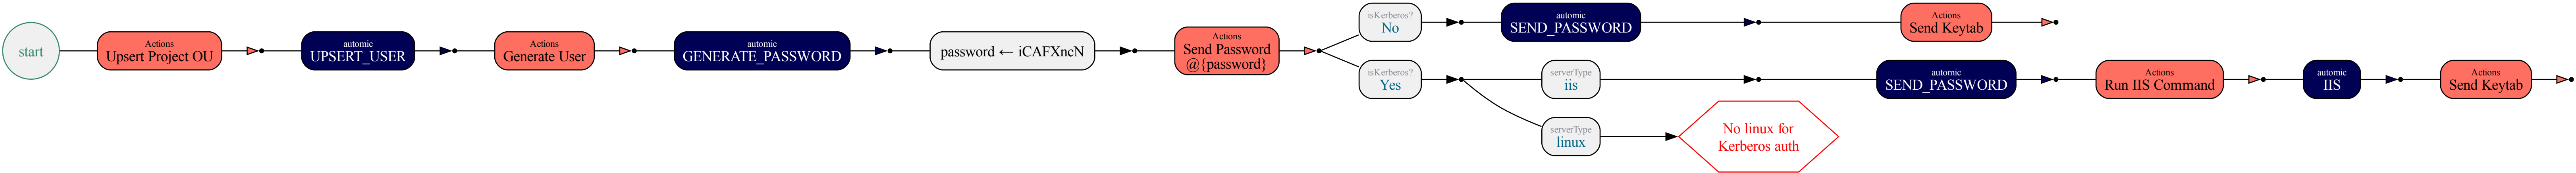 start
Actions
Upsert Project OU
automic
UPSERT_USER
Actions
Generate User
automic
GENERATE_PASSWORD
password ← iCAFXncN
Actions
Send Password
@{password}
isKerberos?
No
automic
SEND_PASSWORD
Actions
Send Keytab
isKerberos?
Yes
serverType
iis
automic
SEND_PASSWORD
Actions
Run IIS Command
automic
IIS
Actions
Send Keytab
serverType
linux
No linux for
Kerberos auth